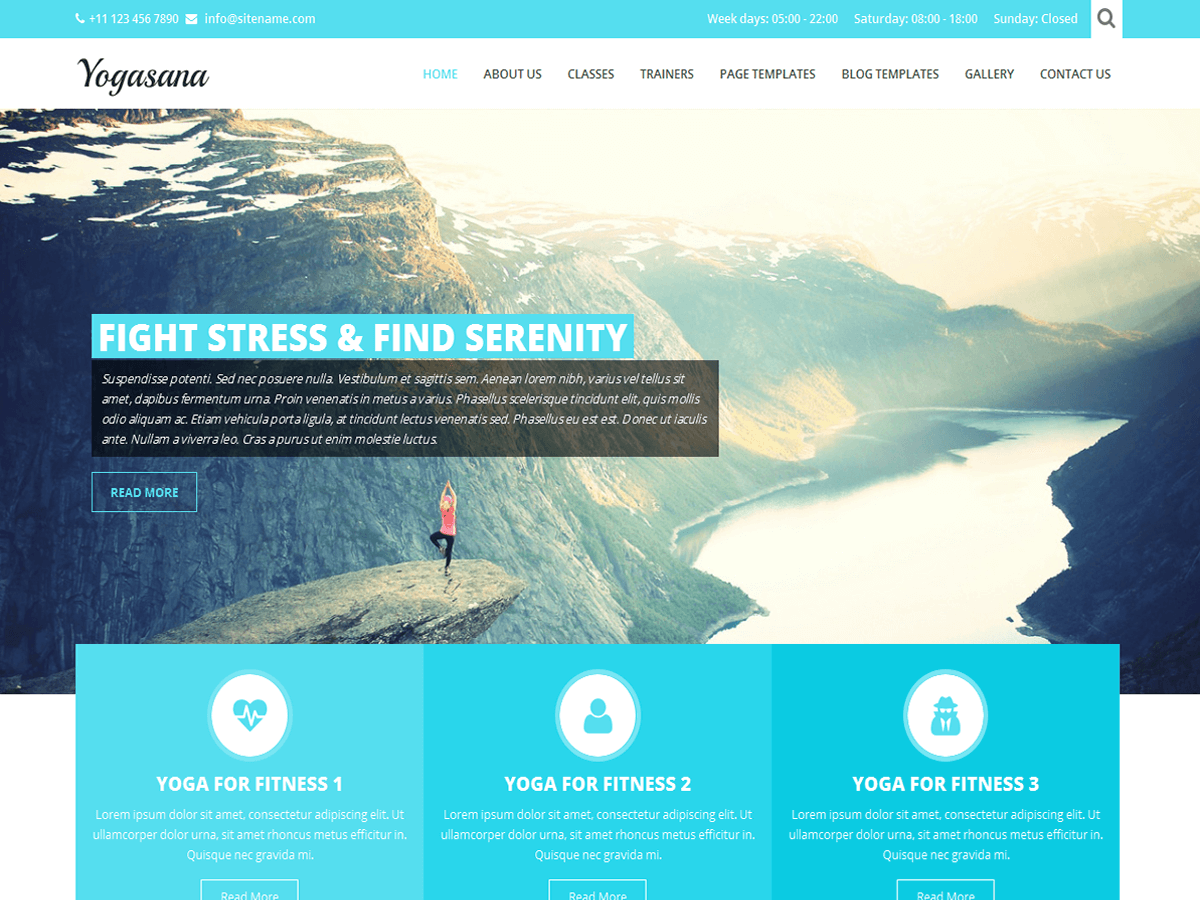 +11 123 456 7890 info@sitename.com Week days: 05:00 - 22:00 Saturday: 08:00 - 18:00 Sunday: Closed
Yogasana HOME ABOUT US CLASSES TRAINERS PAGE TEMPLATES BLOG TEMPLATES GALLERY CONTACT US
FIGHT STRESS & FIND SERENITY
Suspendisse potenti. Sed nec posuere nulla. Vestibulum et sagittis sem. Aenean lorem nibh, varius vel tellus sit
amet, dapibus fermentum urna. Proin venenatis in metus a varius. Phasellus scelerisque tincidunt elit, quis mollis
odio aliquam ac. Etiam vehicula porta ligula, at tincidunt lectus venenatis sed. Phasellus eu est est. Donec ut iaculis
ante. Nullam a viverra leo. Cras a purus ut enim molestie luctus.
READ MORE
YOGA FOR FITNESS 1
Lorem ipsum dolor sit amet, consectetur adipiscing elit. Ut
ullamcorper dolor urna, sit amet rhoncus metus efficitur in.
Quisque nec gravida mi.
Read More
YOGA FOR FITNESS 2
Lorem ipsum dolor sit amet, consectetur adipiscing elit. Ut
ullamcorper dolor urna, sit amet rhoncus metus efficitur in.
Quisque nec gravida mi.
Read More
YOGA FOR FITNESS 3
Lorem ipsum dolor sit amet, consectetur adipiscing elit. Ut
ullamcorper dolor urna, sit amet rhoncus metus efficitur in.
Quisque nec gravida mi.
Read More